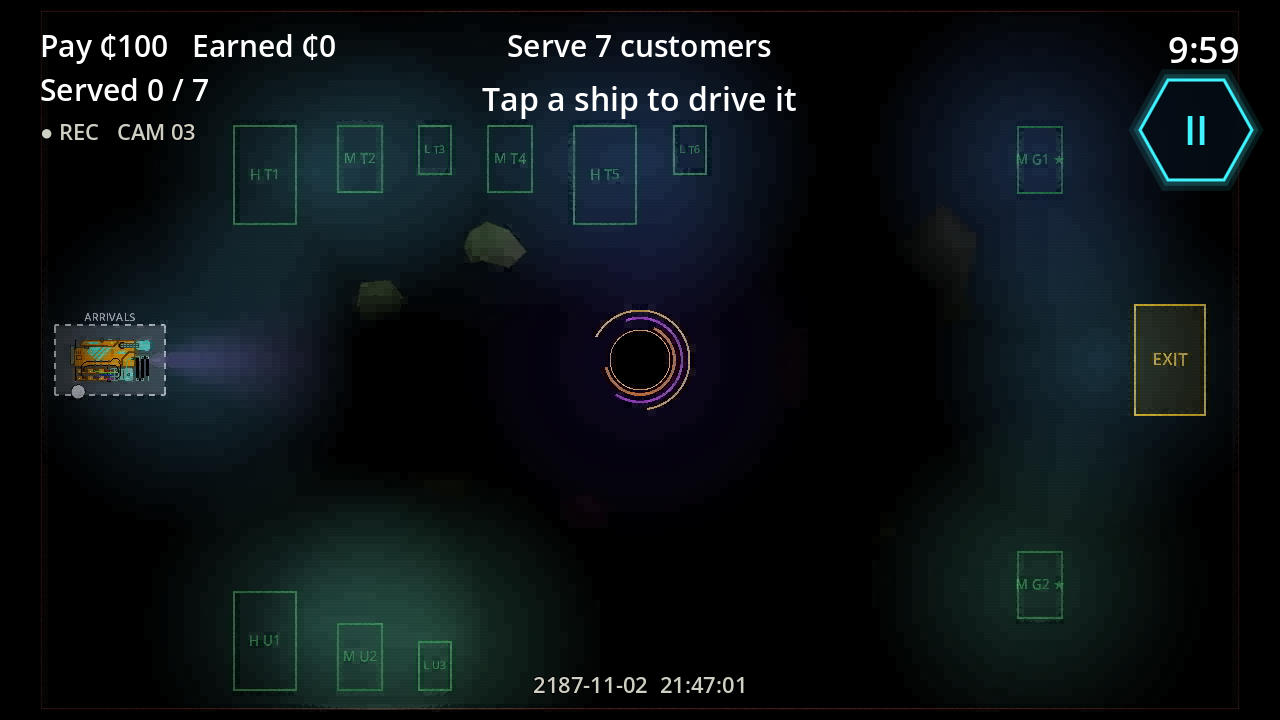 Pay ₵100 Earned ₵0
Serve 7 customers
9:59
Served 0 / 7
Tap a ship to drive it
● REC CAM 03
H T1
M T2
L T3
M T4
H T5
L T6
M G1 ★
ARRIVALS
EXIT
H U1
M U2
L U3
M G2 ★
2187-11-02 21:47:01